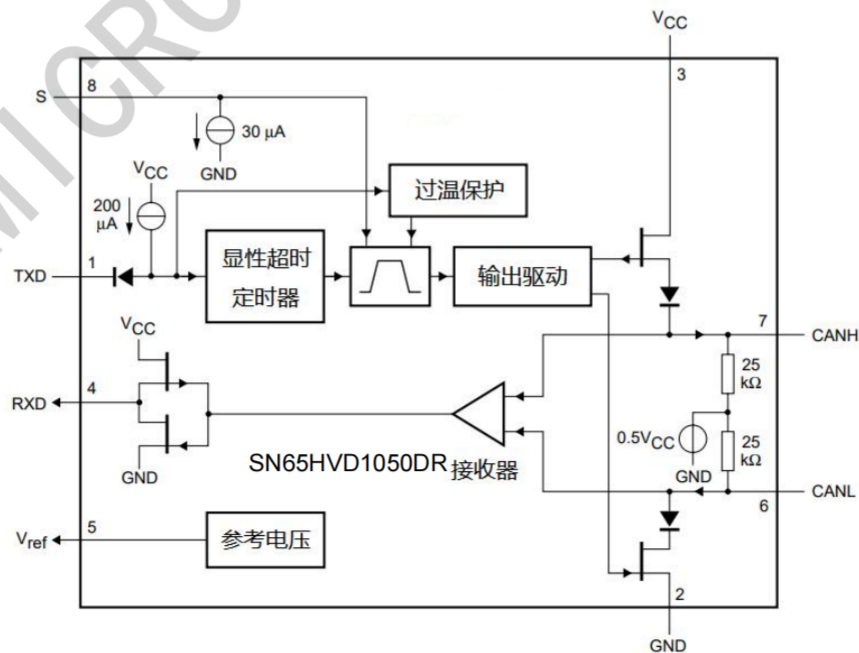 MICRO
VCC
3
S
8
30 μA
GND
VCC
200
μA
过温保护
TXD
1
显性超时
定时器
输出驱动
7
CANH
VCC
25
kΩ
RXD
4
0.5VCC
25
kΩ
GND
GND
SN65HVD1050DR
接收器
CANL
6
Vref
5
参考电压
2
GND